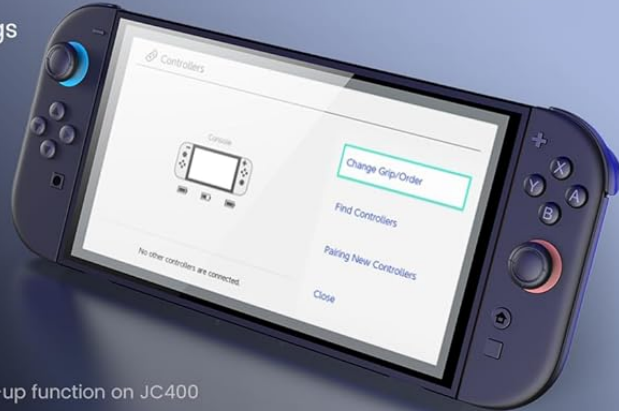 gs
Controllers
Console
Change Grip/Order
Find Controllers
Pairing New Controllers
No other controllers are connected.
Close
X
Y
A
B
-up function on JC400